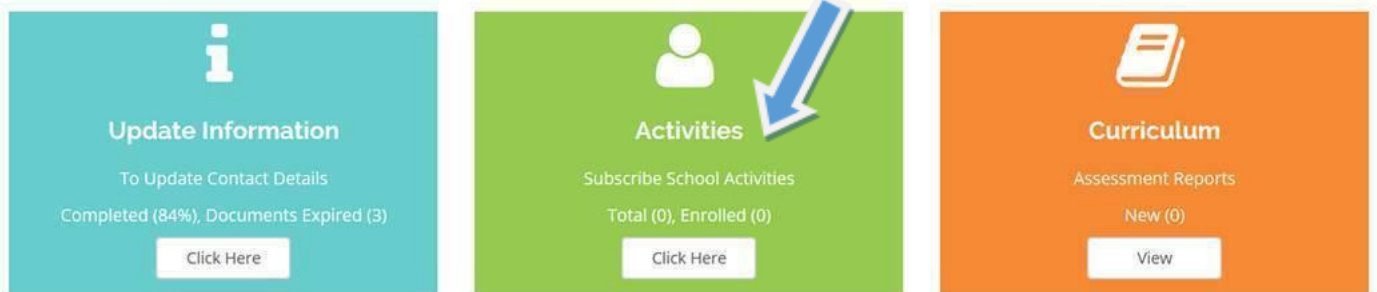 Update Information
To Update Contact Details
Completed (84%), Documents Expired (3)
Click Here
Activities
Subscribe School Activities
Total (0), Enrolled (0)
Click Here
Curriculum
Assessment Reports
New (0)
View